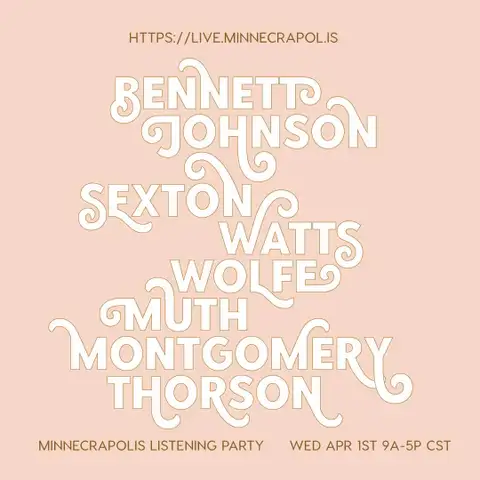 HTTPS://LIVE.MINNECRAPOL.IS
BENNETT
JOHNSON
SEXTON
WATTS
WOLFE
MUTH
MONTGOMERY
THORSON
MINNECRAPOLIS LISTENING PARTY WED APR 1ST 9A-5P CST